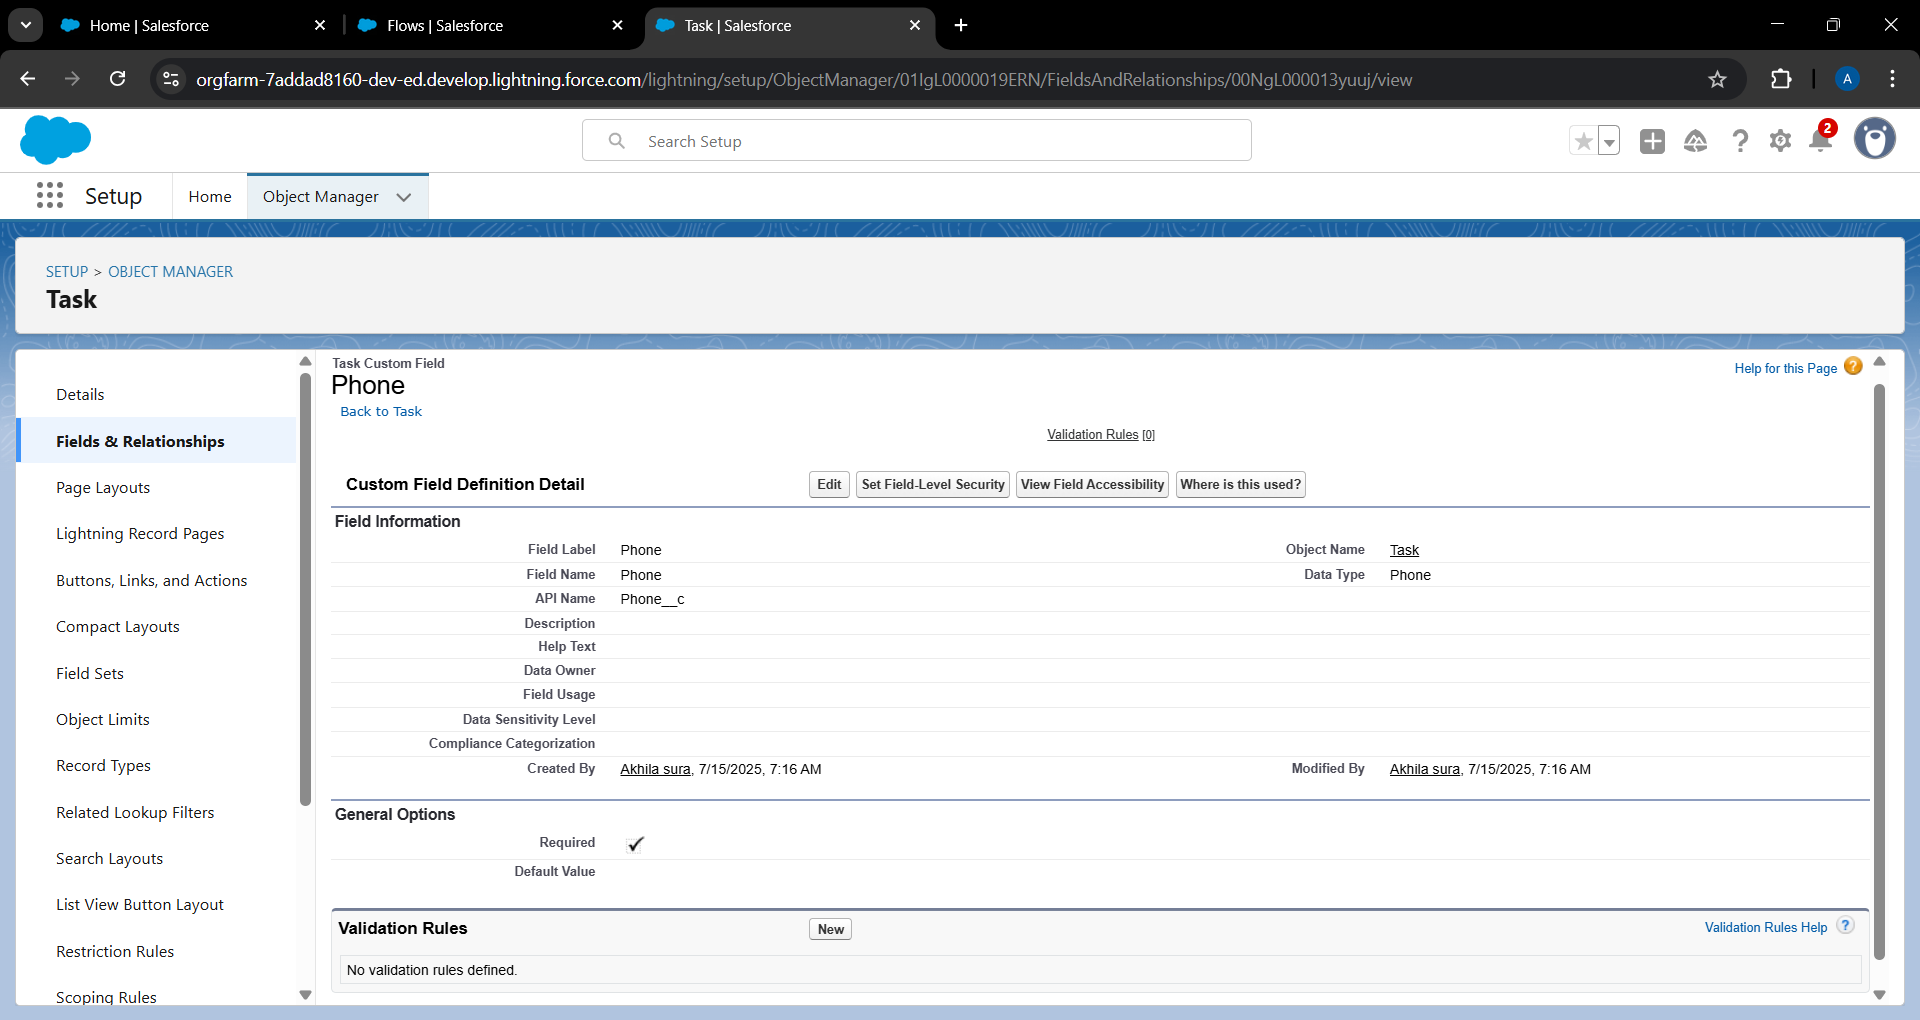 Home | Salesforce
Flows | Salesforce
Task | Salesforce
orgfarm-7addad8160-dev-ed.develop.lightning.force.com/lightning/setup/ObjectManager/01IgL0000019ERN/FieldsAndRelationships/00NgL000013yuuj/view
A
Search Setup
2
Setup
Home
Object Manager
SETUP > OBJECT MANAGER
Task
Details
Fields & Relationships
Page Layouts
Lightning Record Pages
Buttons, Links, and Actions
Compact Layouts
Field Sets
Object Limits
Record Types
Related Lookup Filters
Search Layouts
List View Button Layout
Restriction Rules
Scoping Rules
Task Custom Field
Phone
Back to Task
Help for this Page ?
Validation Rules [0]
Custom Field Definition Detail
Edit
Set Field-Level Security
View Field Accessibility
Where is this used?
Field Information
Field Label Phone Object Name Task
Field Name Phone Data Type Phone
API Name Phone__c
Description
Help Text
Data Owner
Field Usage
Data Sensitivity Level
Compliance Categorization
Created By Akhila sura, 7/15/2025, 7:16 AM Modified By Akhila sura, 7/15/2025, 7:16 AM
General Options
Required
Default Value
Validation Rules New Validation Rules Help ?
No validation rules defined.